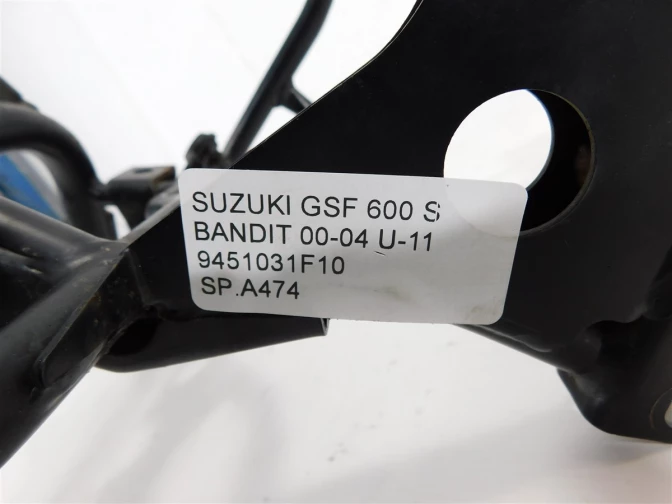 SUZUKI GSF 600 S
BANDIT 00-04 U-11
9451031F10
SP.A474